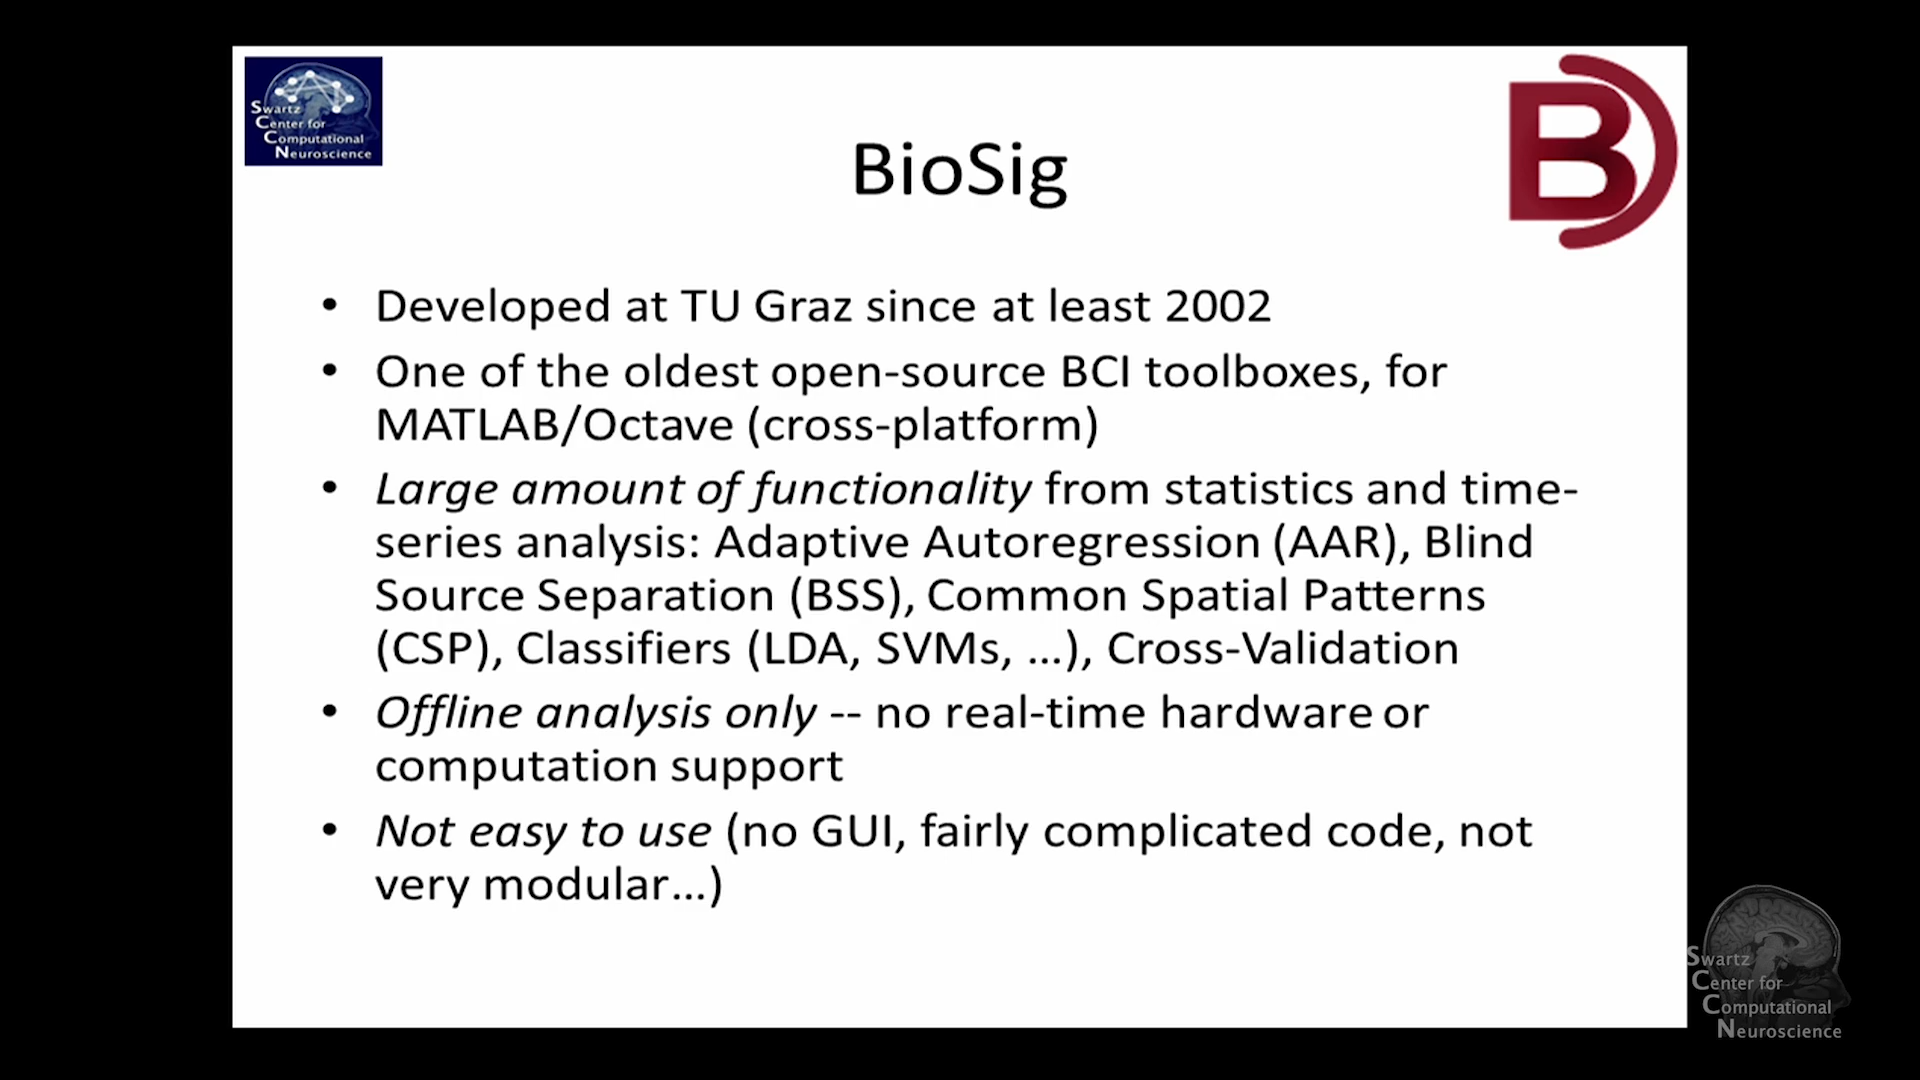 Swartz
Center for
Computational
Neuroscience
B
BioSig
• Developed at TU Graz since at least 2002
• One of the oldest open-source BCI toolboxes, for
MATLAB/Octave (cross-platform)
• Large amount of functionality from statistics and time-
series analysis: Adaptive Autoregression (AAR), Blind
Source Separation (BSS), Common Spatial Patterns
(CSP), Classifiers (LDA, SVMs, ...), Cross-Validation
• Offline analysis only -- no real-time hardware or
computation support
• Not easy to use (no GUI, fairly complicated code, not
very modular...)
Swartz
Center for
Computational
Neuroscience